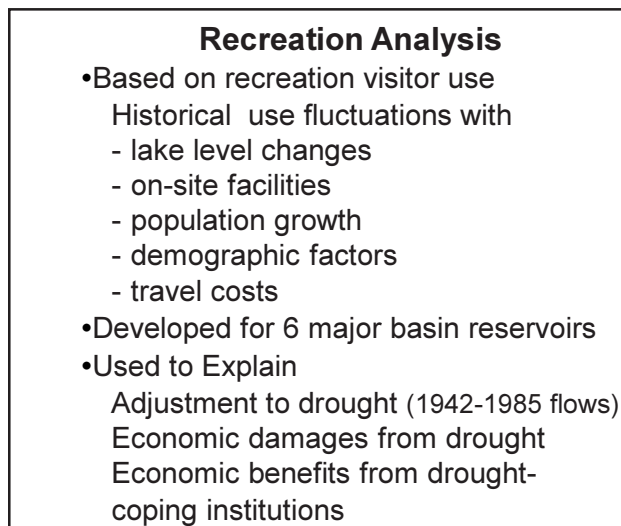 Recreation Analysis
•Based on recreation visitor use
Historical use fluctuations with
- lake level changes
- on-site facilities
- population growth
- demographic factors
- travel costs
•Developed for 6 major basin reservoirs
•Used to Explain
Adjustment to drought (1942-1985 flows)
Economic damages from drought
Economic benefits from drought-
coping institutions